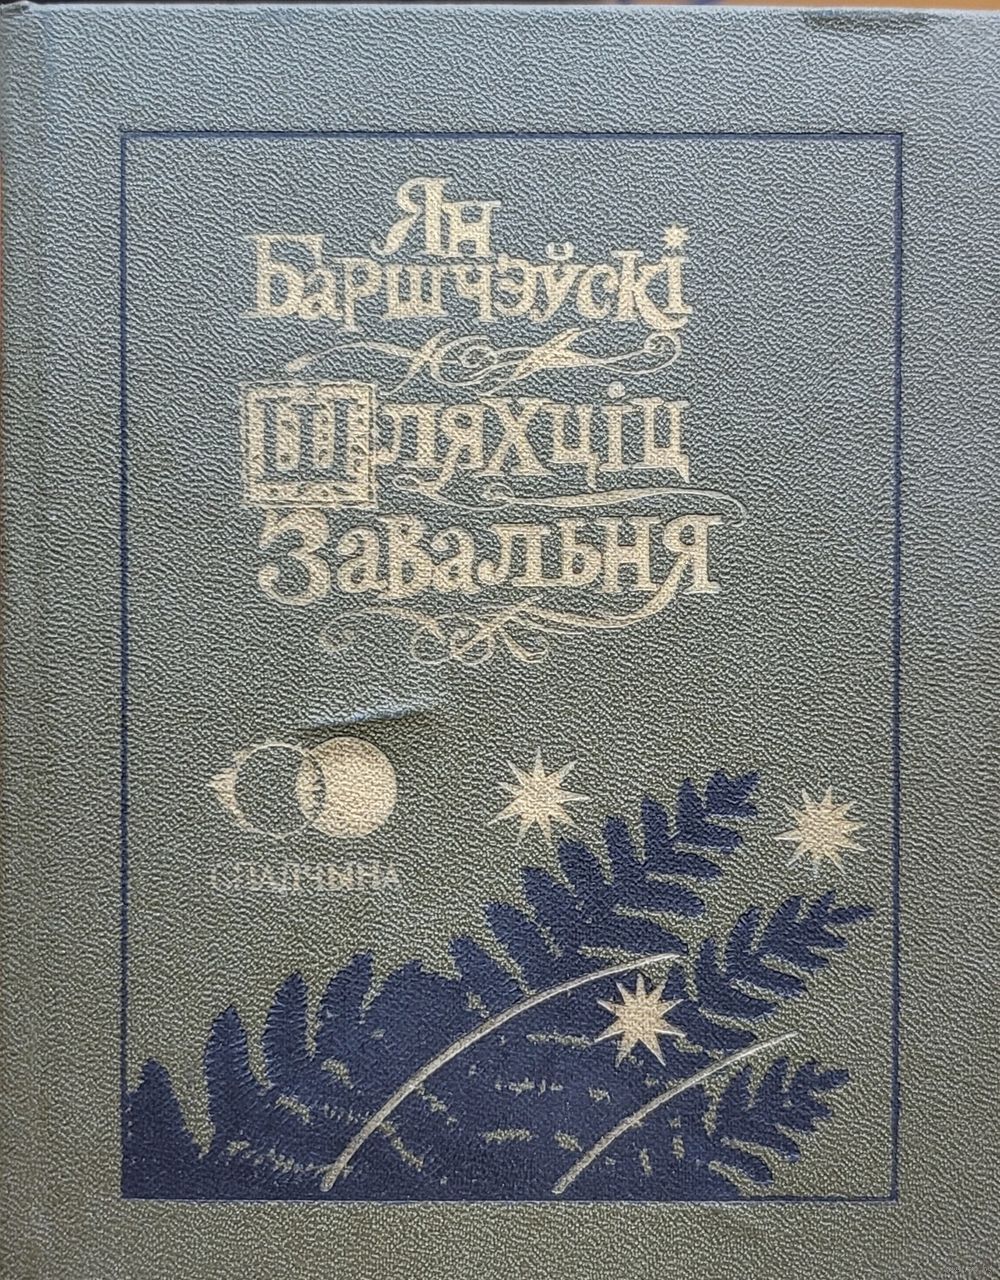 Ян
Баршчэўскі
Шляхціц
Завальня
СПАДЧЫНА